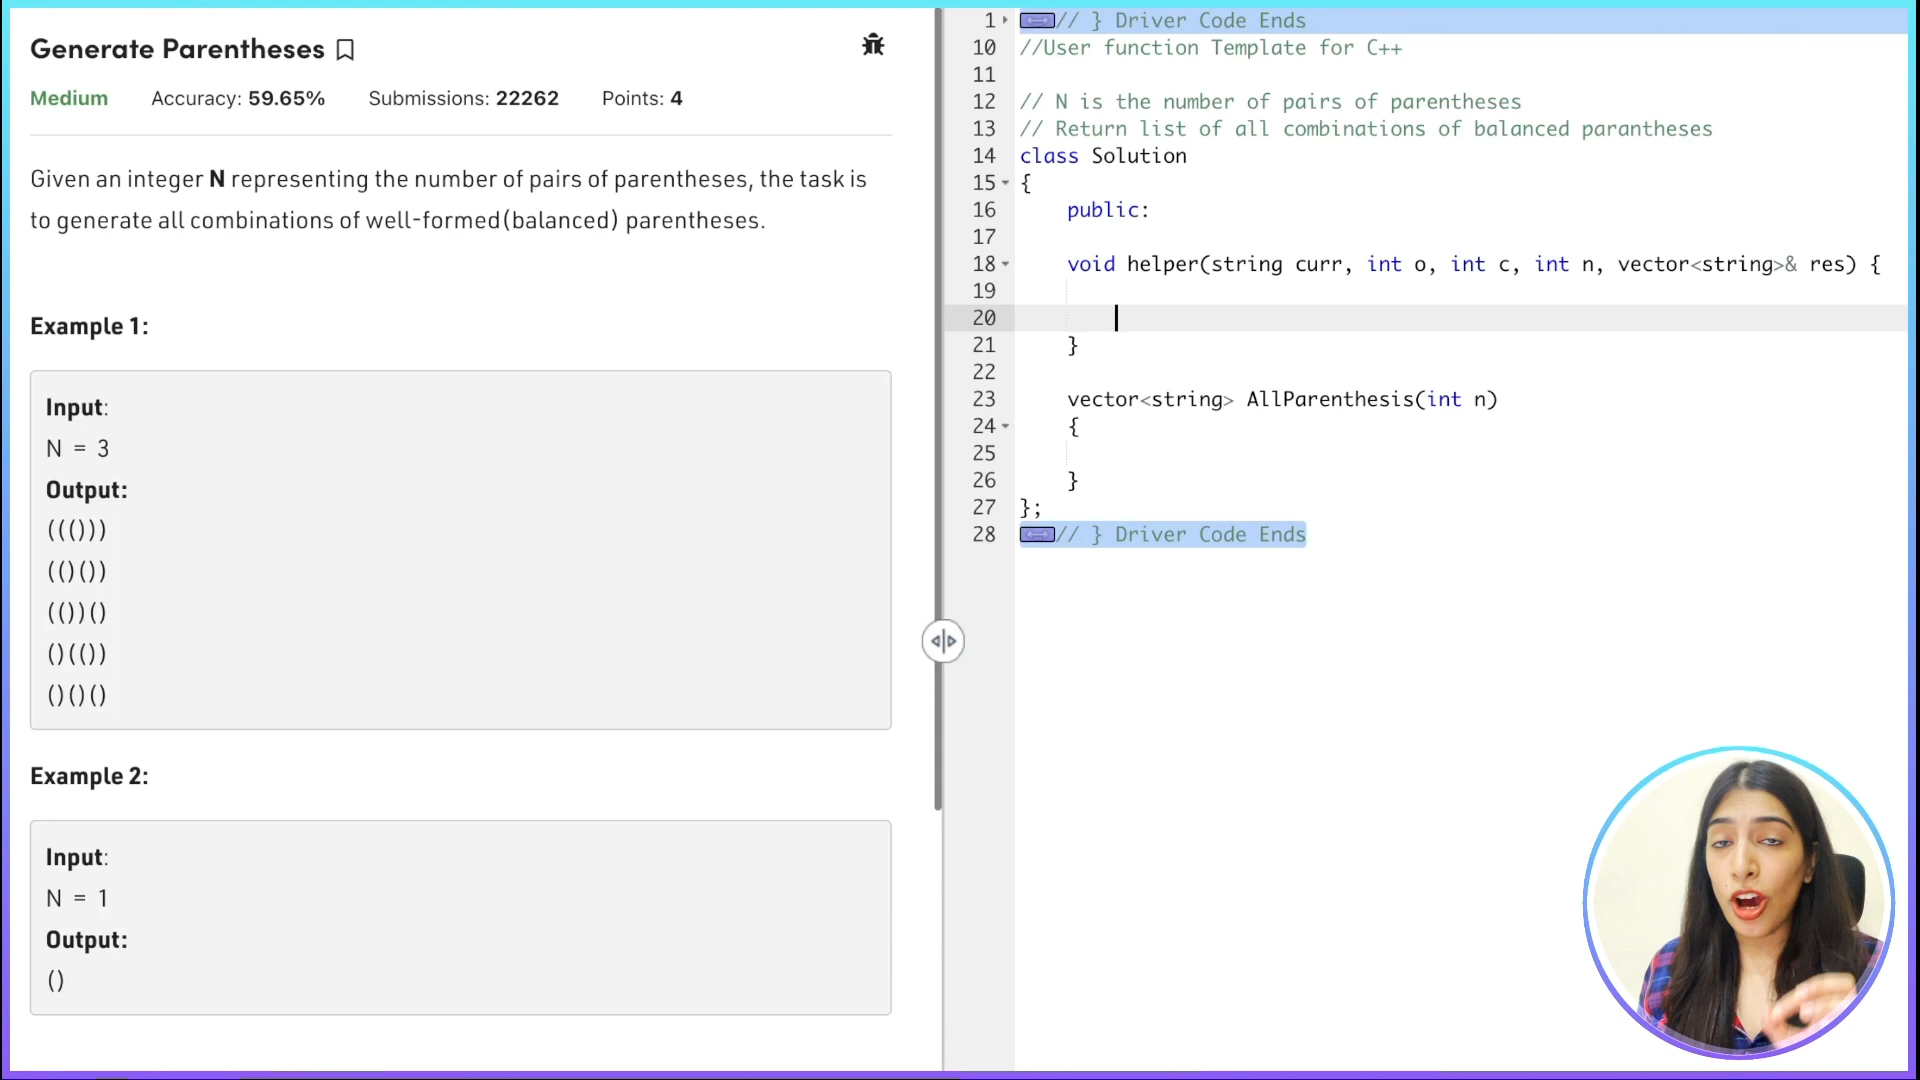 Generate Parentheses
Medium Accuracy: 59.65% Submissions: 22262 Points: 4
Given an integer N representing the number of pairs of parentheses, the task is
to generate all combinations of well-formed(balanced) parentheses.
Example 1:
Input:
N = 3
Output:
((()))
(()())
(())()
()(())
()()()
Example 2:
Input:
N = 1
Output:
()
1 // } Driver Code Ends
10 //User function Template for C++
11
12 // N is the number of pairs of parentheses
13 // Return list of all combinations of balanced parantheses
14 class Solution
15 {
16 public:
17
18 void helper(string curr, int o, int c, int n, vector<string>& res) {
19
20
21 }
22
23 vector<string> AllParenthesis(int n)
24 {
25
26 }
27 };
28 // } Driver Code Ends